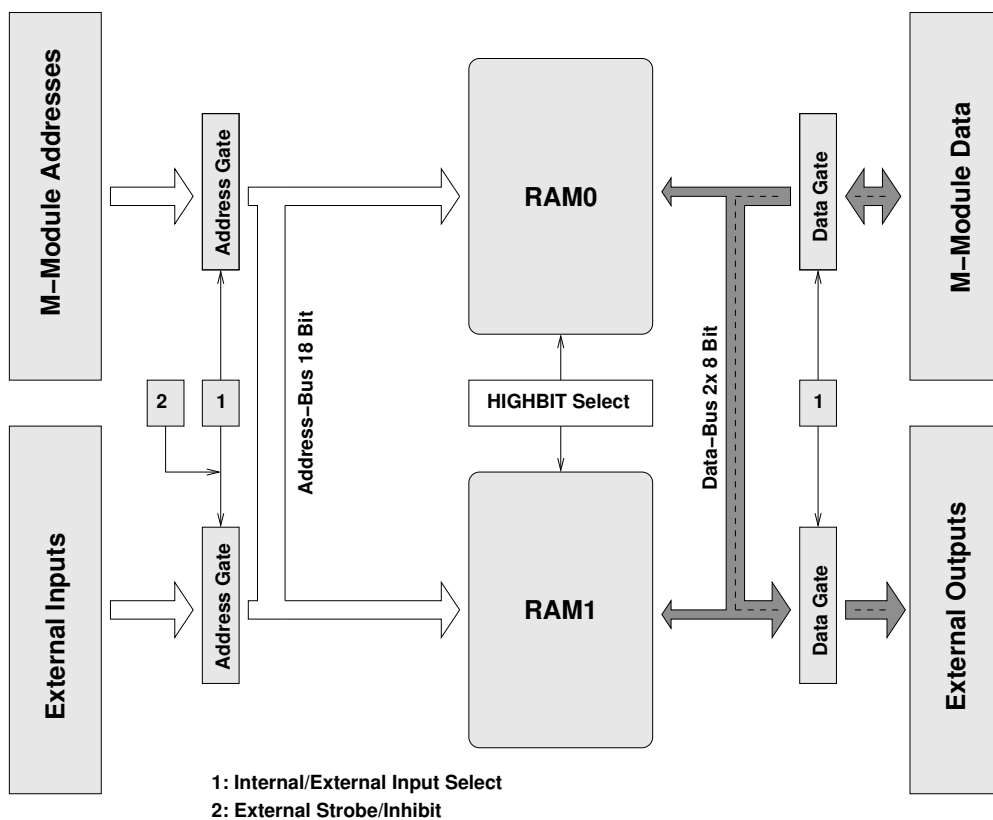 M−Module Addresses
Address Gate
RAM0
Data Gate
M−Module Data
Address−Bus 18 Bit
Data−Bus 2x 8 Bit
2
1
HIGHBIT Select
1
External Inputs
Address Gate
RAM1
Data Gate
External Outputs
1: Internal/External Input Select
2: External Strobe/Inhibit